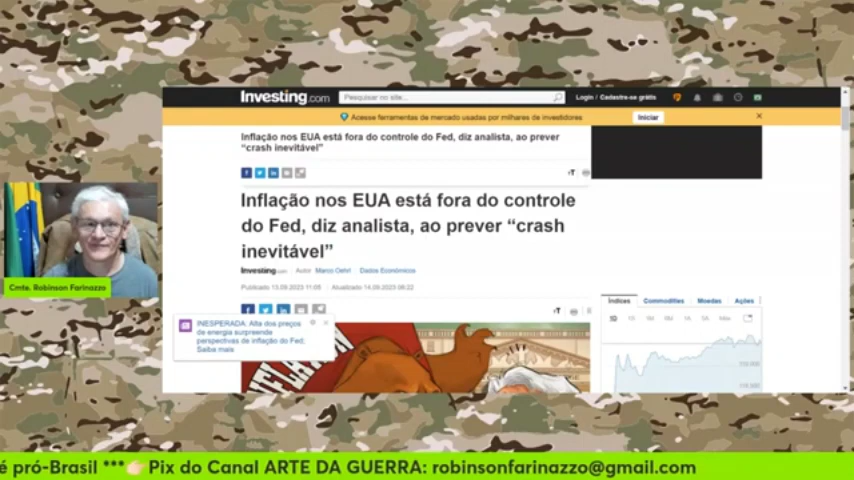 Investing.com
Pesquisar no site...
Login / Cadastre-se grátis
Acesse ferramentas de mercado usadas por milhares de investidores
Iniciar
Inflação nos EUA está fora do controle do Fed, diz analista, ao prever
“crash inevitável”
Inflação nos EUA está fora do controle
do Fed, diz analista, ao prever “crash
inevitável”
Investing.com Autor Marco Oehrl Dados Econômicos
Publicado 13.09.2023 11:05 Atualizado 14.09.2023 06:22
INESPERADA: Alta dos preços
de energia surpreende
perspectivas de inflação do Fed;
Saiba mais
INFLATION
Índices Commodities Moedas Ações
1D
Cmte. Robinson Farinazzo
é pró-Brasil *** Pix do Canal ARTE DA GUERRA: robinsonfarinazzo@gmail.com